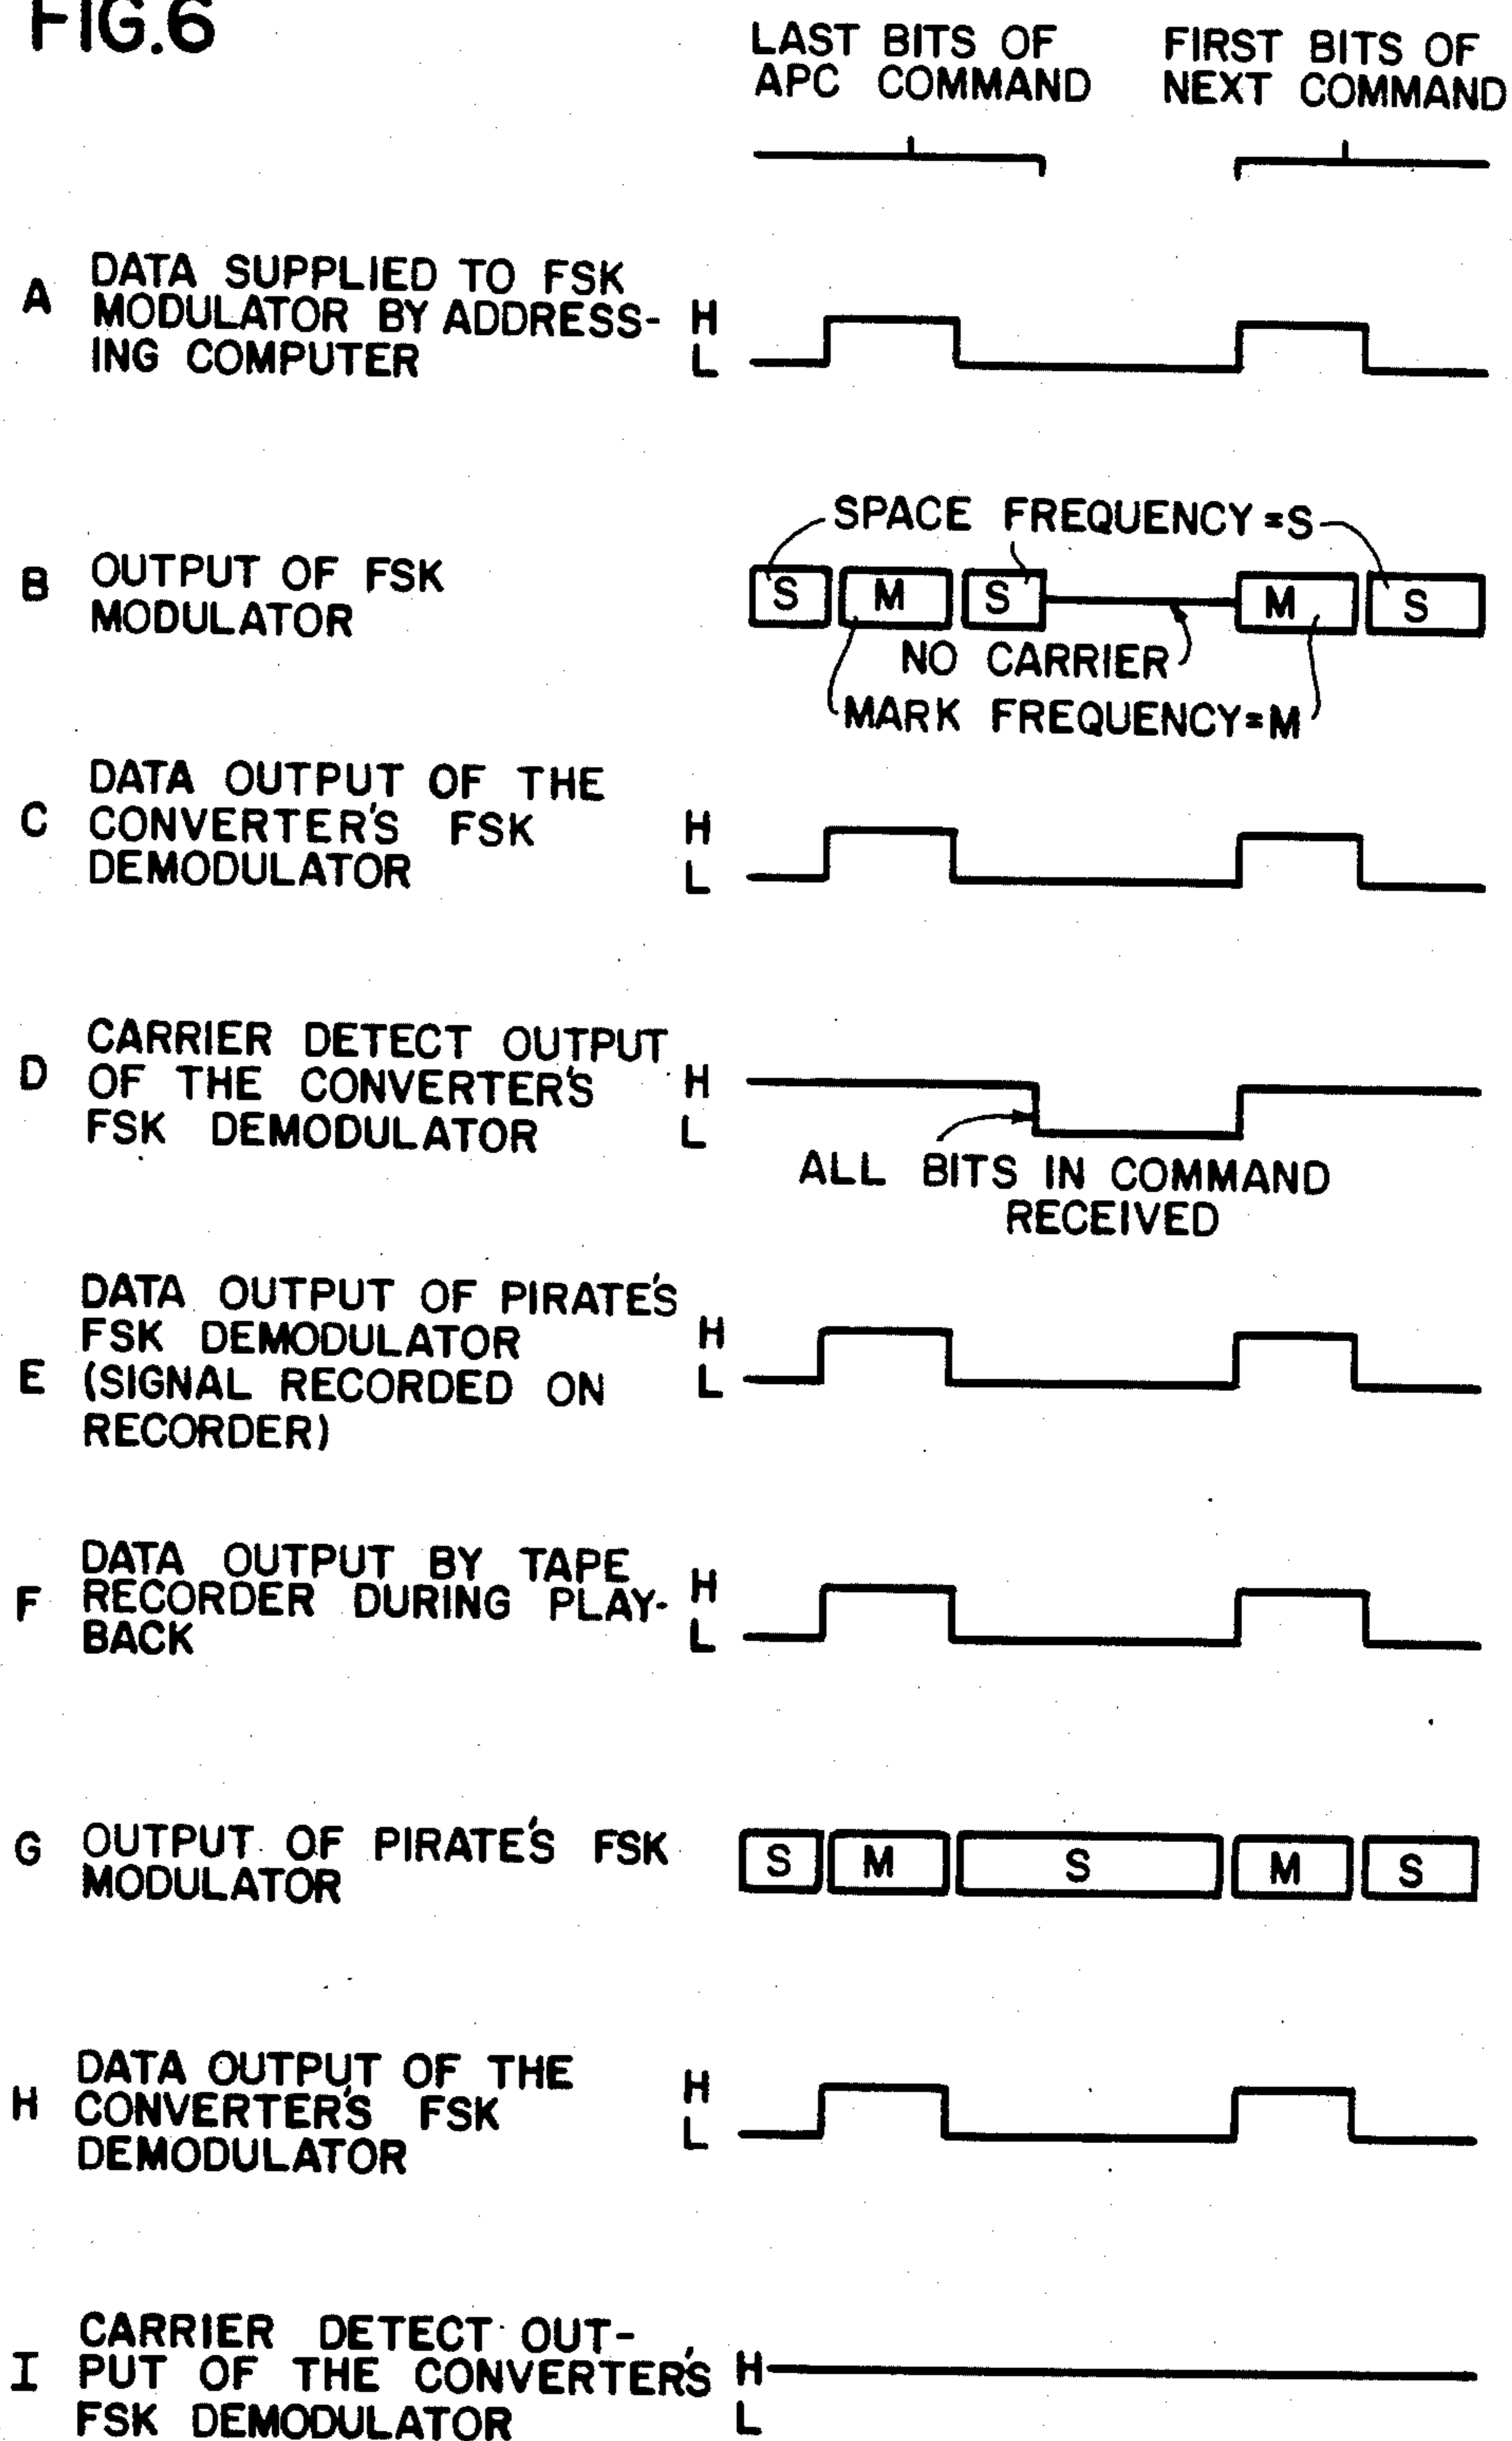 FIG.6
LAST BITS OF
APC COMMAND
FIRST BITS OF
NEXT COMMAND
A
DATA SUPPLIED TO FSK
MODULATOR BY ADDRESS-
ING COMPUTER
H
L
B
OUTPUT OF FSK
MODULATOR
SPACE FREQUENCY=S
S
M
S
M
S
NO CARRIER
MARK FREQUENCY=M
C
DATA OUTPUT OF THE
CONVERTER'S FSK
DEMODULATOR
H
L
D
CARRIER DETECT OUTPUT
OF THE CONVERTER'S
FSK DEMODULATOR
H
L
ALL BITS IN COMMAND
RECEIVED
E
DATA OUTPUT OF PIRATE'S
FSK DEMODULATOR
(SIGNAL RECORDED ON
RECORDER)
H
L
F
DATA OUTPUT BY TAPE
RECORDER DURING PLAY-
BACK
H
L
G
OUTPUT OF PIRATE'S FSK
MODULATOR
S
M
S
M
S
H
DATA OUTPUT OF THE
CONVERTER'S FSK
DEMODULATOR
H
L
I
CARRIER DETECT OUT-
PUT OF THE CONVERTER'S
FSK DEMODULATOR
H
L